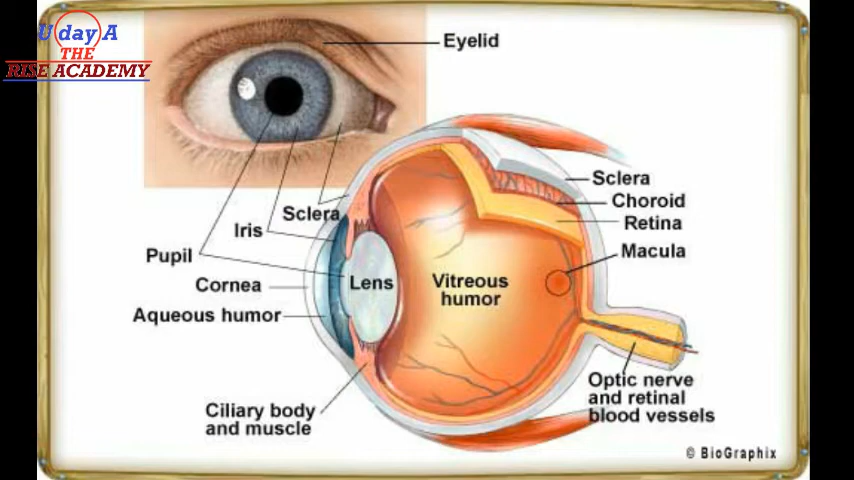 U day A
THE
RISE ACADEMY
Eyelid
Sclera
Choroid
Retina
Macula
Sclera
Iris
Pupil
Cornea
Lens
Vitreous
humor
Aqueous humor
Optic nerve
and retinal
blood vessels
Ciliary body
and muscle
© BioGraphix